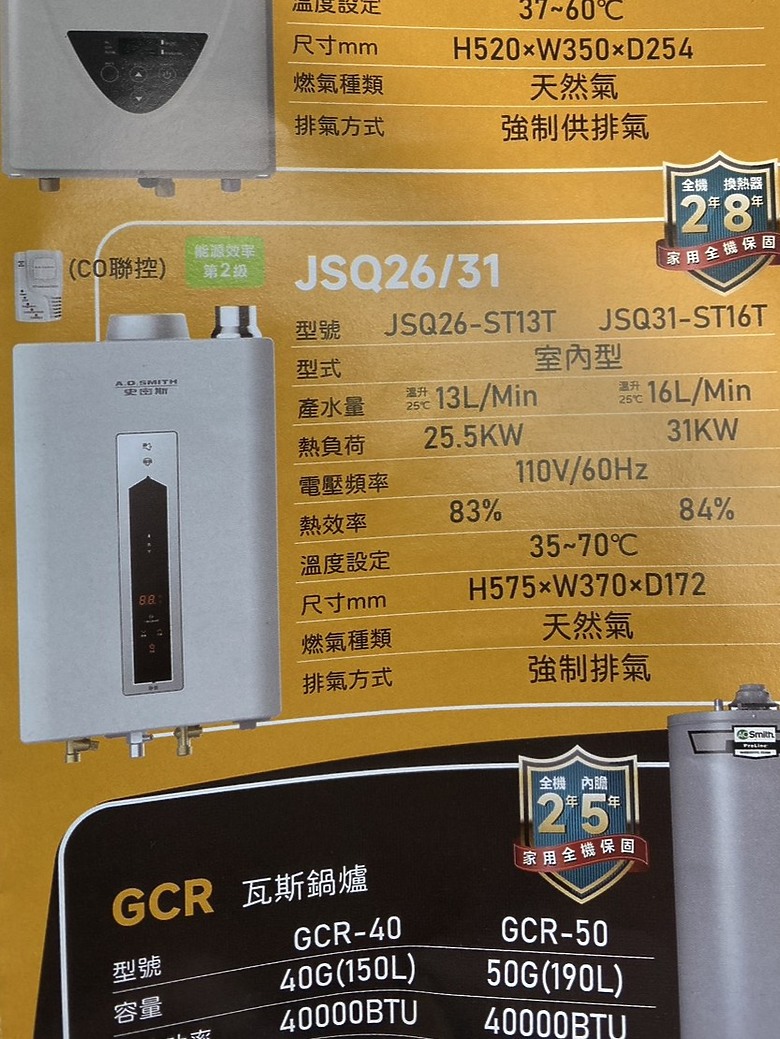 溫度設定 37~60℃
尺寸mm H520×W350×D254
燃氣種類 天然氣
排氣方式 強制供排氣
全機 換熱器
2年8年
家用全機保固
(CO聯控)
能源效率
第2級
JSQ26/31
型號 JSQ26-ST13T JSQ31-ST16T
型式 室內型
產水量 溫升25℃ 13L/Min 溫升25℃ 16L/Min
熱負荷 25.5KW 31KW
電壓頻率 110V/60Hz
熱效率 83% 84%
溫度設定 35~70℃
尺寸mm H575×W370×D172
燃氣種類 天然氣
排氣方式 強制排氣
A.O.SMITH
史密斯
88
Smith
ProLine
全機 內膽
2年5年
家用全機保固
GCR 瓦斯鍋爐
型號 GCR-40 GCR-50
容量 40G(150L) 50G(190L)
效率 40000BTU 40000BTU